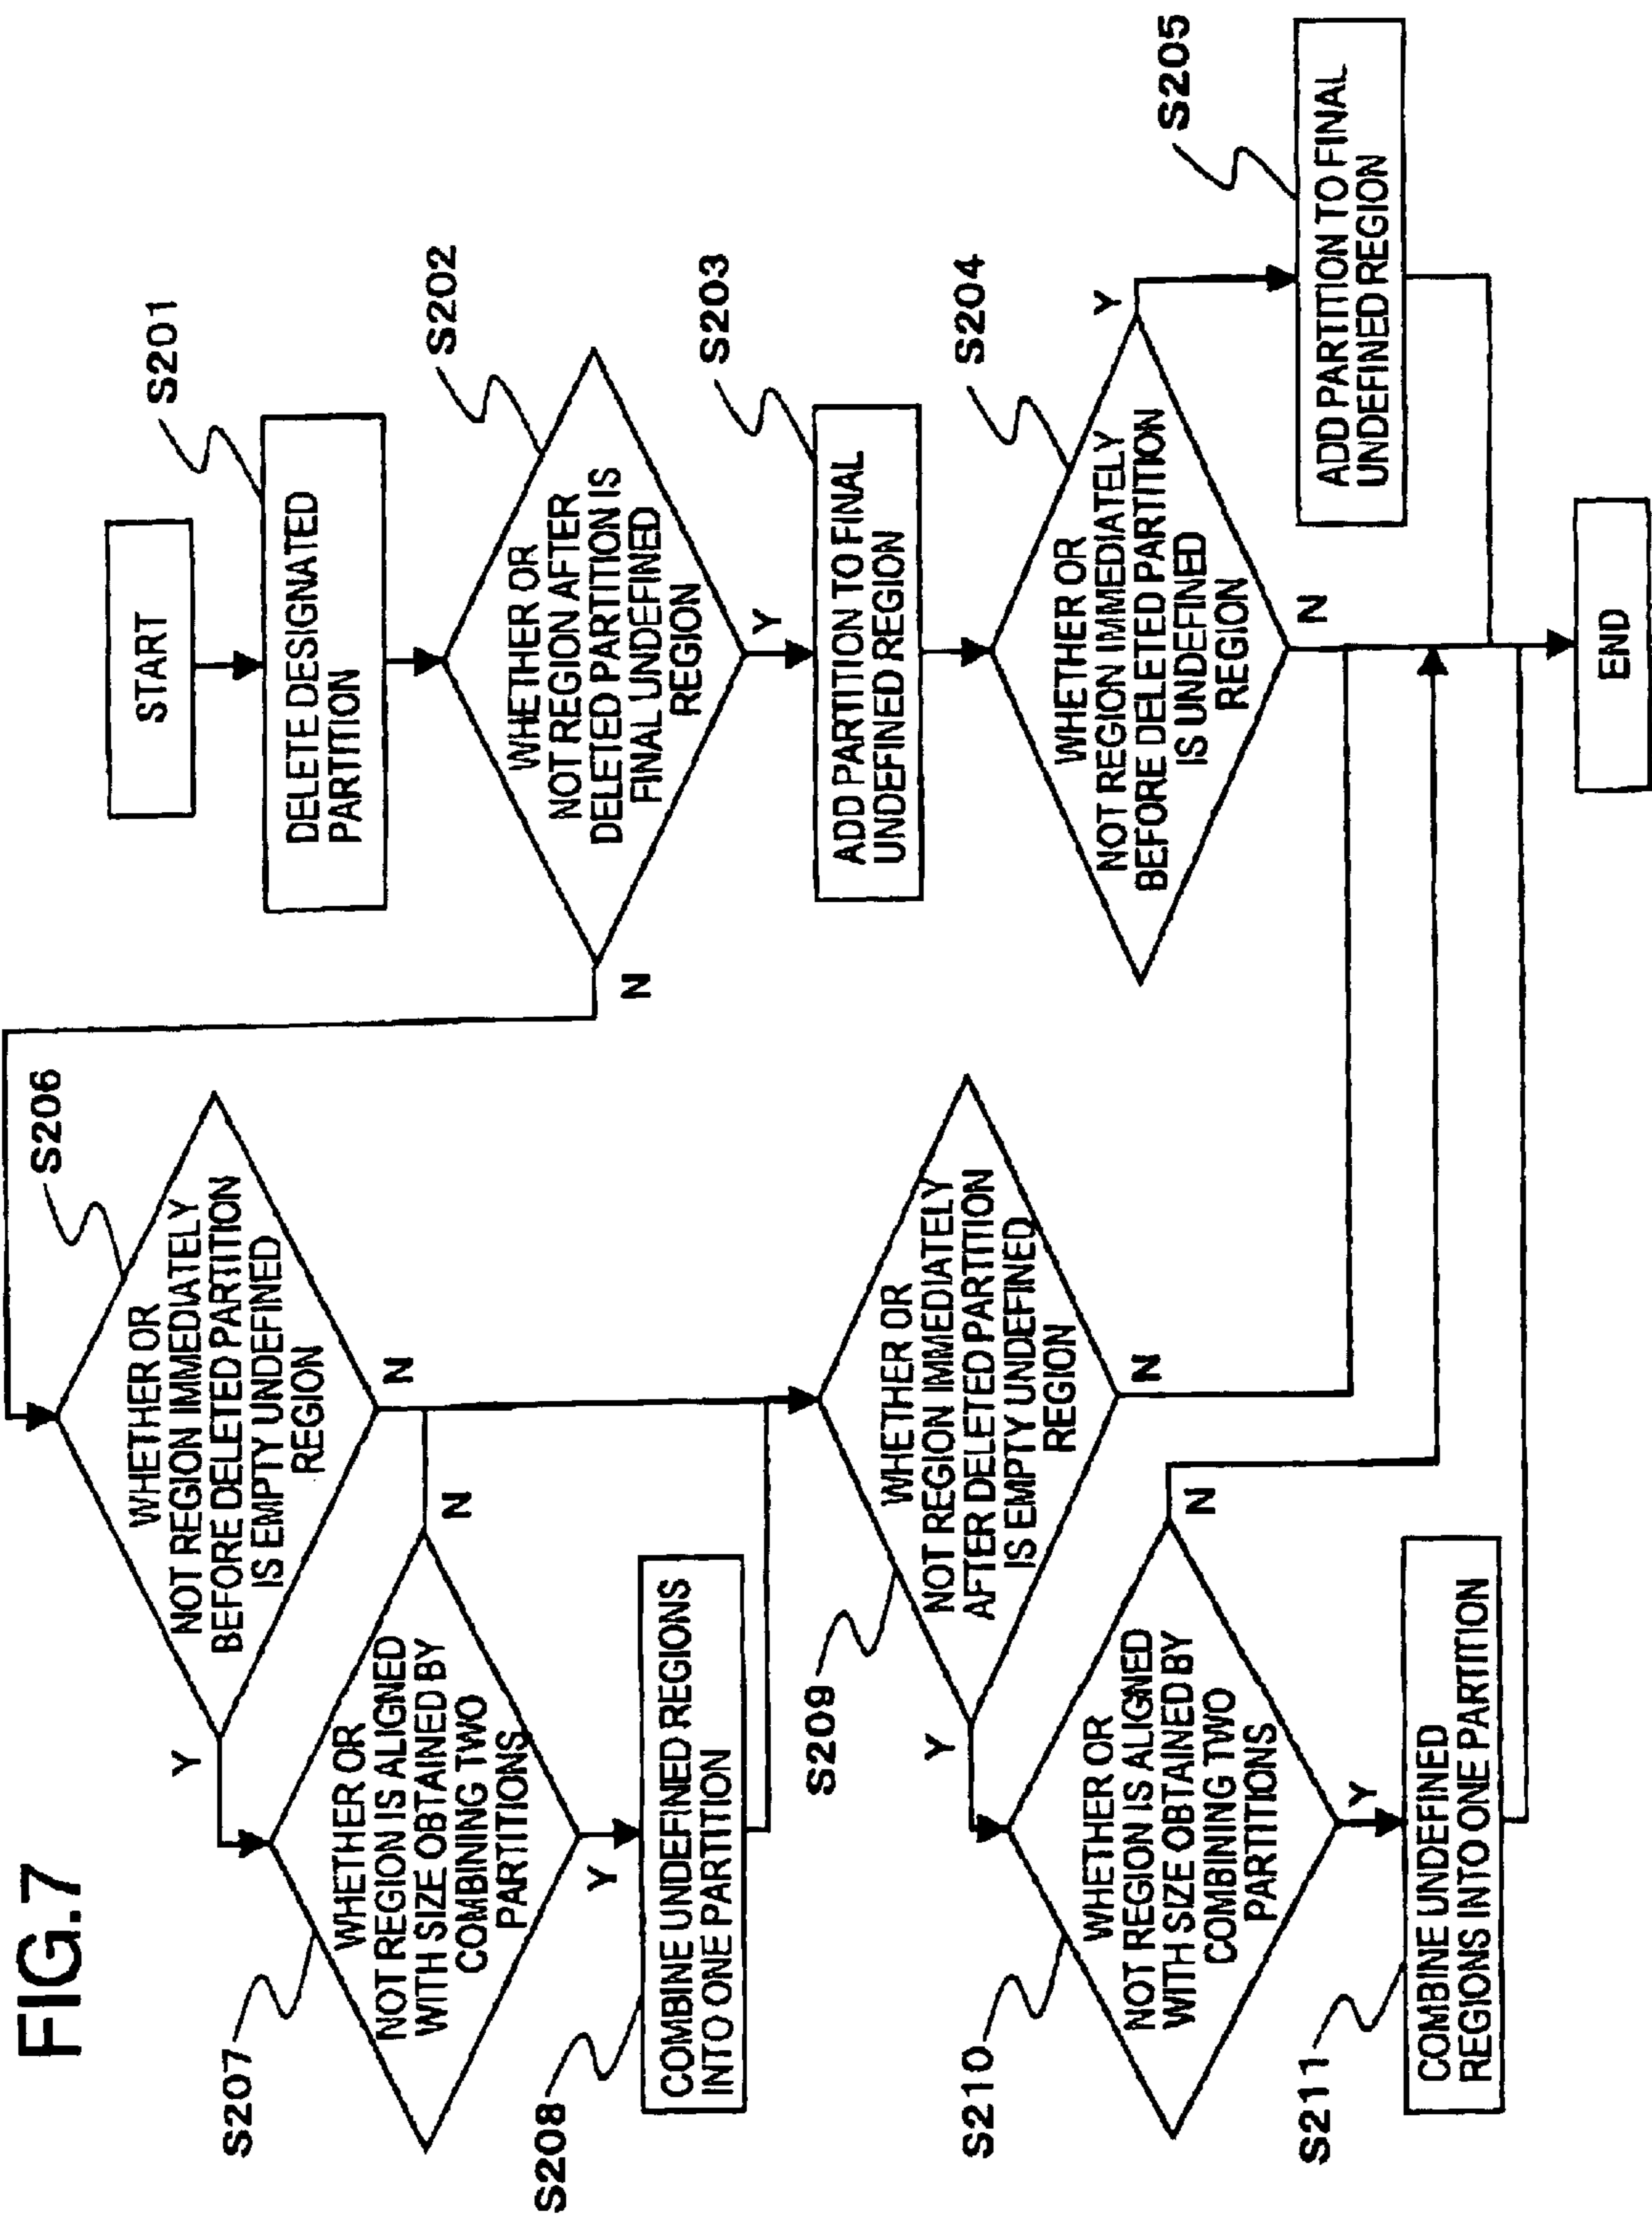 FIG.7
START
S201
DELETE DESIGNATED
PARTITION
S202
WHETHER OR
NOT REGION AFTER
DELETED PARTITION IS
FINAL UNDEFINED
REGION
N
Y
S203
ADD PARTITION TO FINAL
UNDEFINED REGION
S204
WHETHER OR
NOT REGION IMMEDIATELY
BEFORE DELETED PARTITION
IS UNDEFINED
REGION
Y
N
S205
ADD PARTITION TO FINAL
UNDEFINED REGION
END
S206
WHETHER OR
NOT REGION IMMEDIATELY
BEFORE DELETED PARTITION
IS EMPTY UNDEFINED
REGION
Y
N
S207
WHETHER OR
NOT REGION IS ALIGNED
WITH SIZE OBTAINED BY
COMBINING TWO
PARTITIONS
N
Y
S208
COMBINE UNDEFINED REGIONS
INTO ONE PARTITION
S209
WHETHER OR
NOT REGION IMMEDIATELY
AFTER DELETED PARTITION
IS EMPTY UNDEFINED
REGION
Y
N
S210
WHETHER OR
NOT REGION IS ALIGNED
WITH SIZE OBTAINED BY
COMBINING TWO
PARTITIONS
N
Y
S211
COMBINE UNDEFINED
REGIONS INTO ONE PARTITION